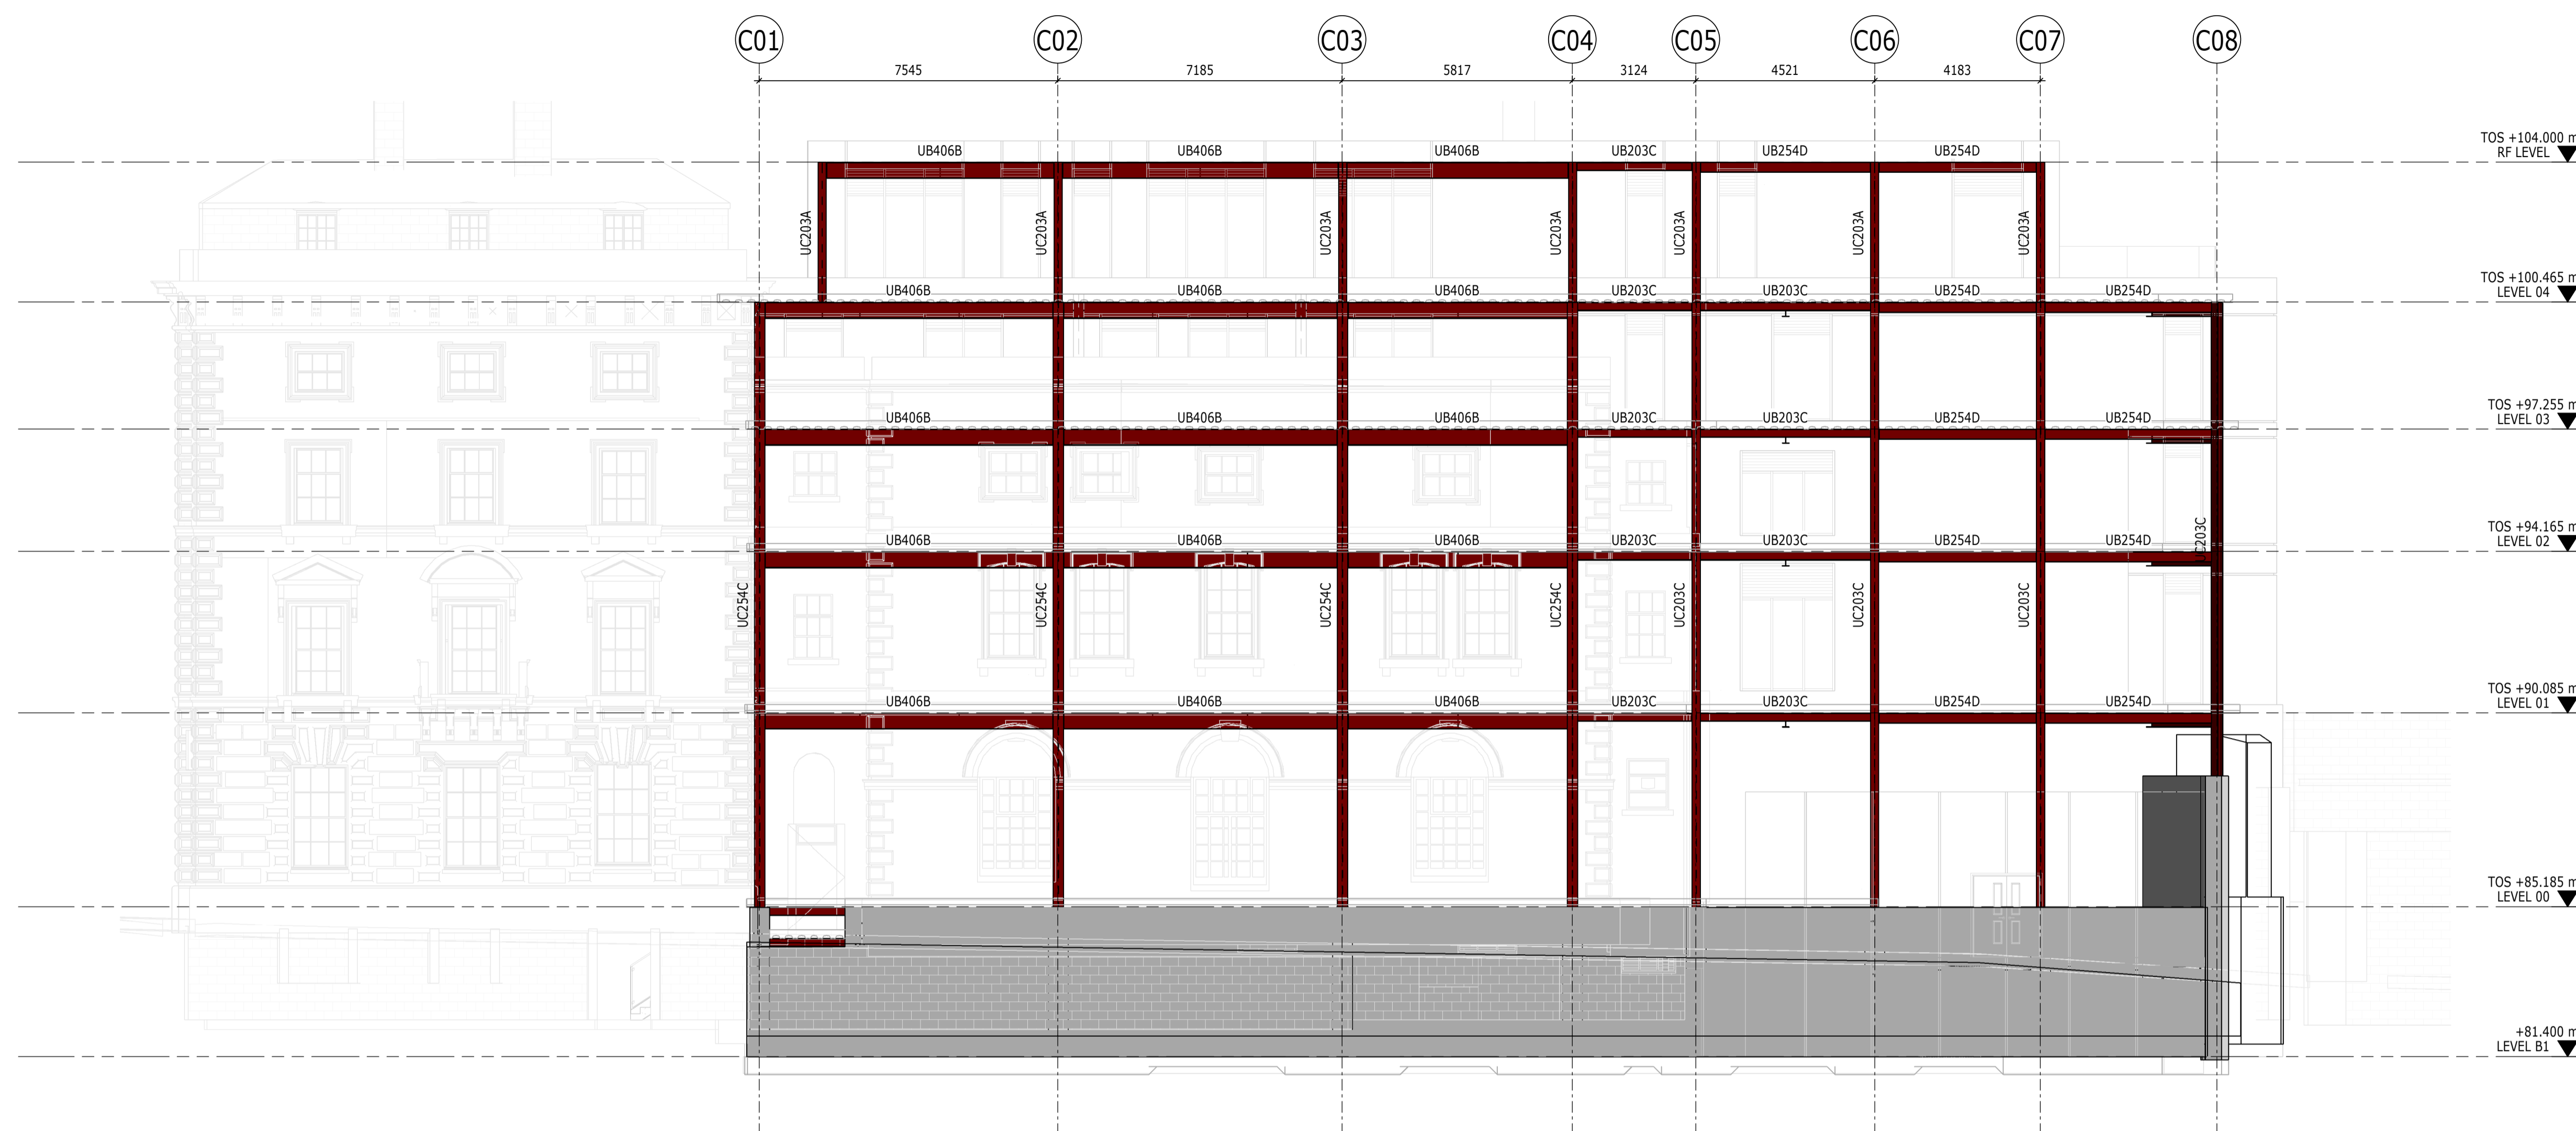 C01 C02 C03 C04 C05 C06 C07 C08
7545 7185 5817 3124 4521 4183
TOS +104.000 m
RF LEVEL
UB406B UB406B UB406B UB203C UB254D UB254D
UC203A UC203A UC203A UC203A UC203A UC203A UC203A
TOS +100.465 m
LEVEL 04
UB406B UB406B UB406B UB203C UB203C UB254D UB254D
TOS +97.255 m
LEVEL 03
UB406B UB406B UB406B UB203C UB203C UB254D UB254D
TOS +94.165 m
LEVEL 02
UB406B UB406B UB406B UB203C UB203C UB254D UB254D
UC254C UC254C UC254C UC254C UC203C UC203C UC203C UC203C
TOS +90.085 m
LEVEL 01
UB406B UB406B UB406B UB203C UB203C UB254D UB254D
TOS +85.185 m
LEVEL 00
+81.400 m
LEVEL B1